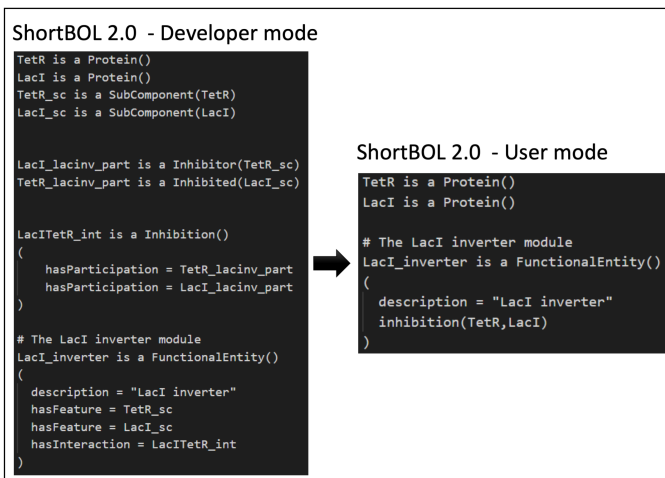 ShortBOL 2.0 - Developer mode
TetR is a Protein()
LacI is a Protein()
TetR_sc is a SubComponent(TetR)
LacI_sc is a SubComponent(LacI)
LacI_lacinv_part is a Inhibitor(TetR_sc)
TetR_lacinv_part is a Inhibited(LacI_sc)
LacITetR_int is a Inhibition()
(
hasParticipation = TetR_lacinv_part
hasParticipation = LacI_lacinv_part
)
# The LacI inverter module
LacI_inverter is a FunctionalEntity()
(
description = "LacI inverter"
hasFeature = TetR_sc
hasFeature = LacI_sc
hasInteraction = LacITetR_int
)
ShortBOL 2.0 - User mode
TetR is a Protein()
LacI is a Protein()
# The LacI inverter module
LacI_inverter is a FunctionalEntity()
(
description = "LacI inverter"
inhibition(TetR,LacI)
)